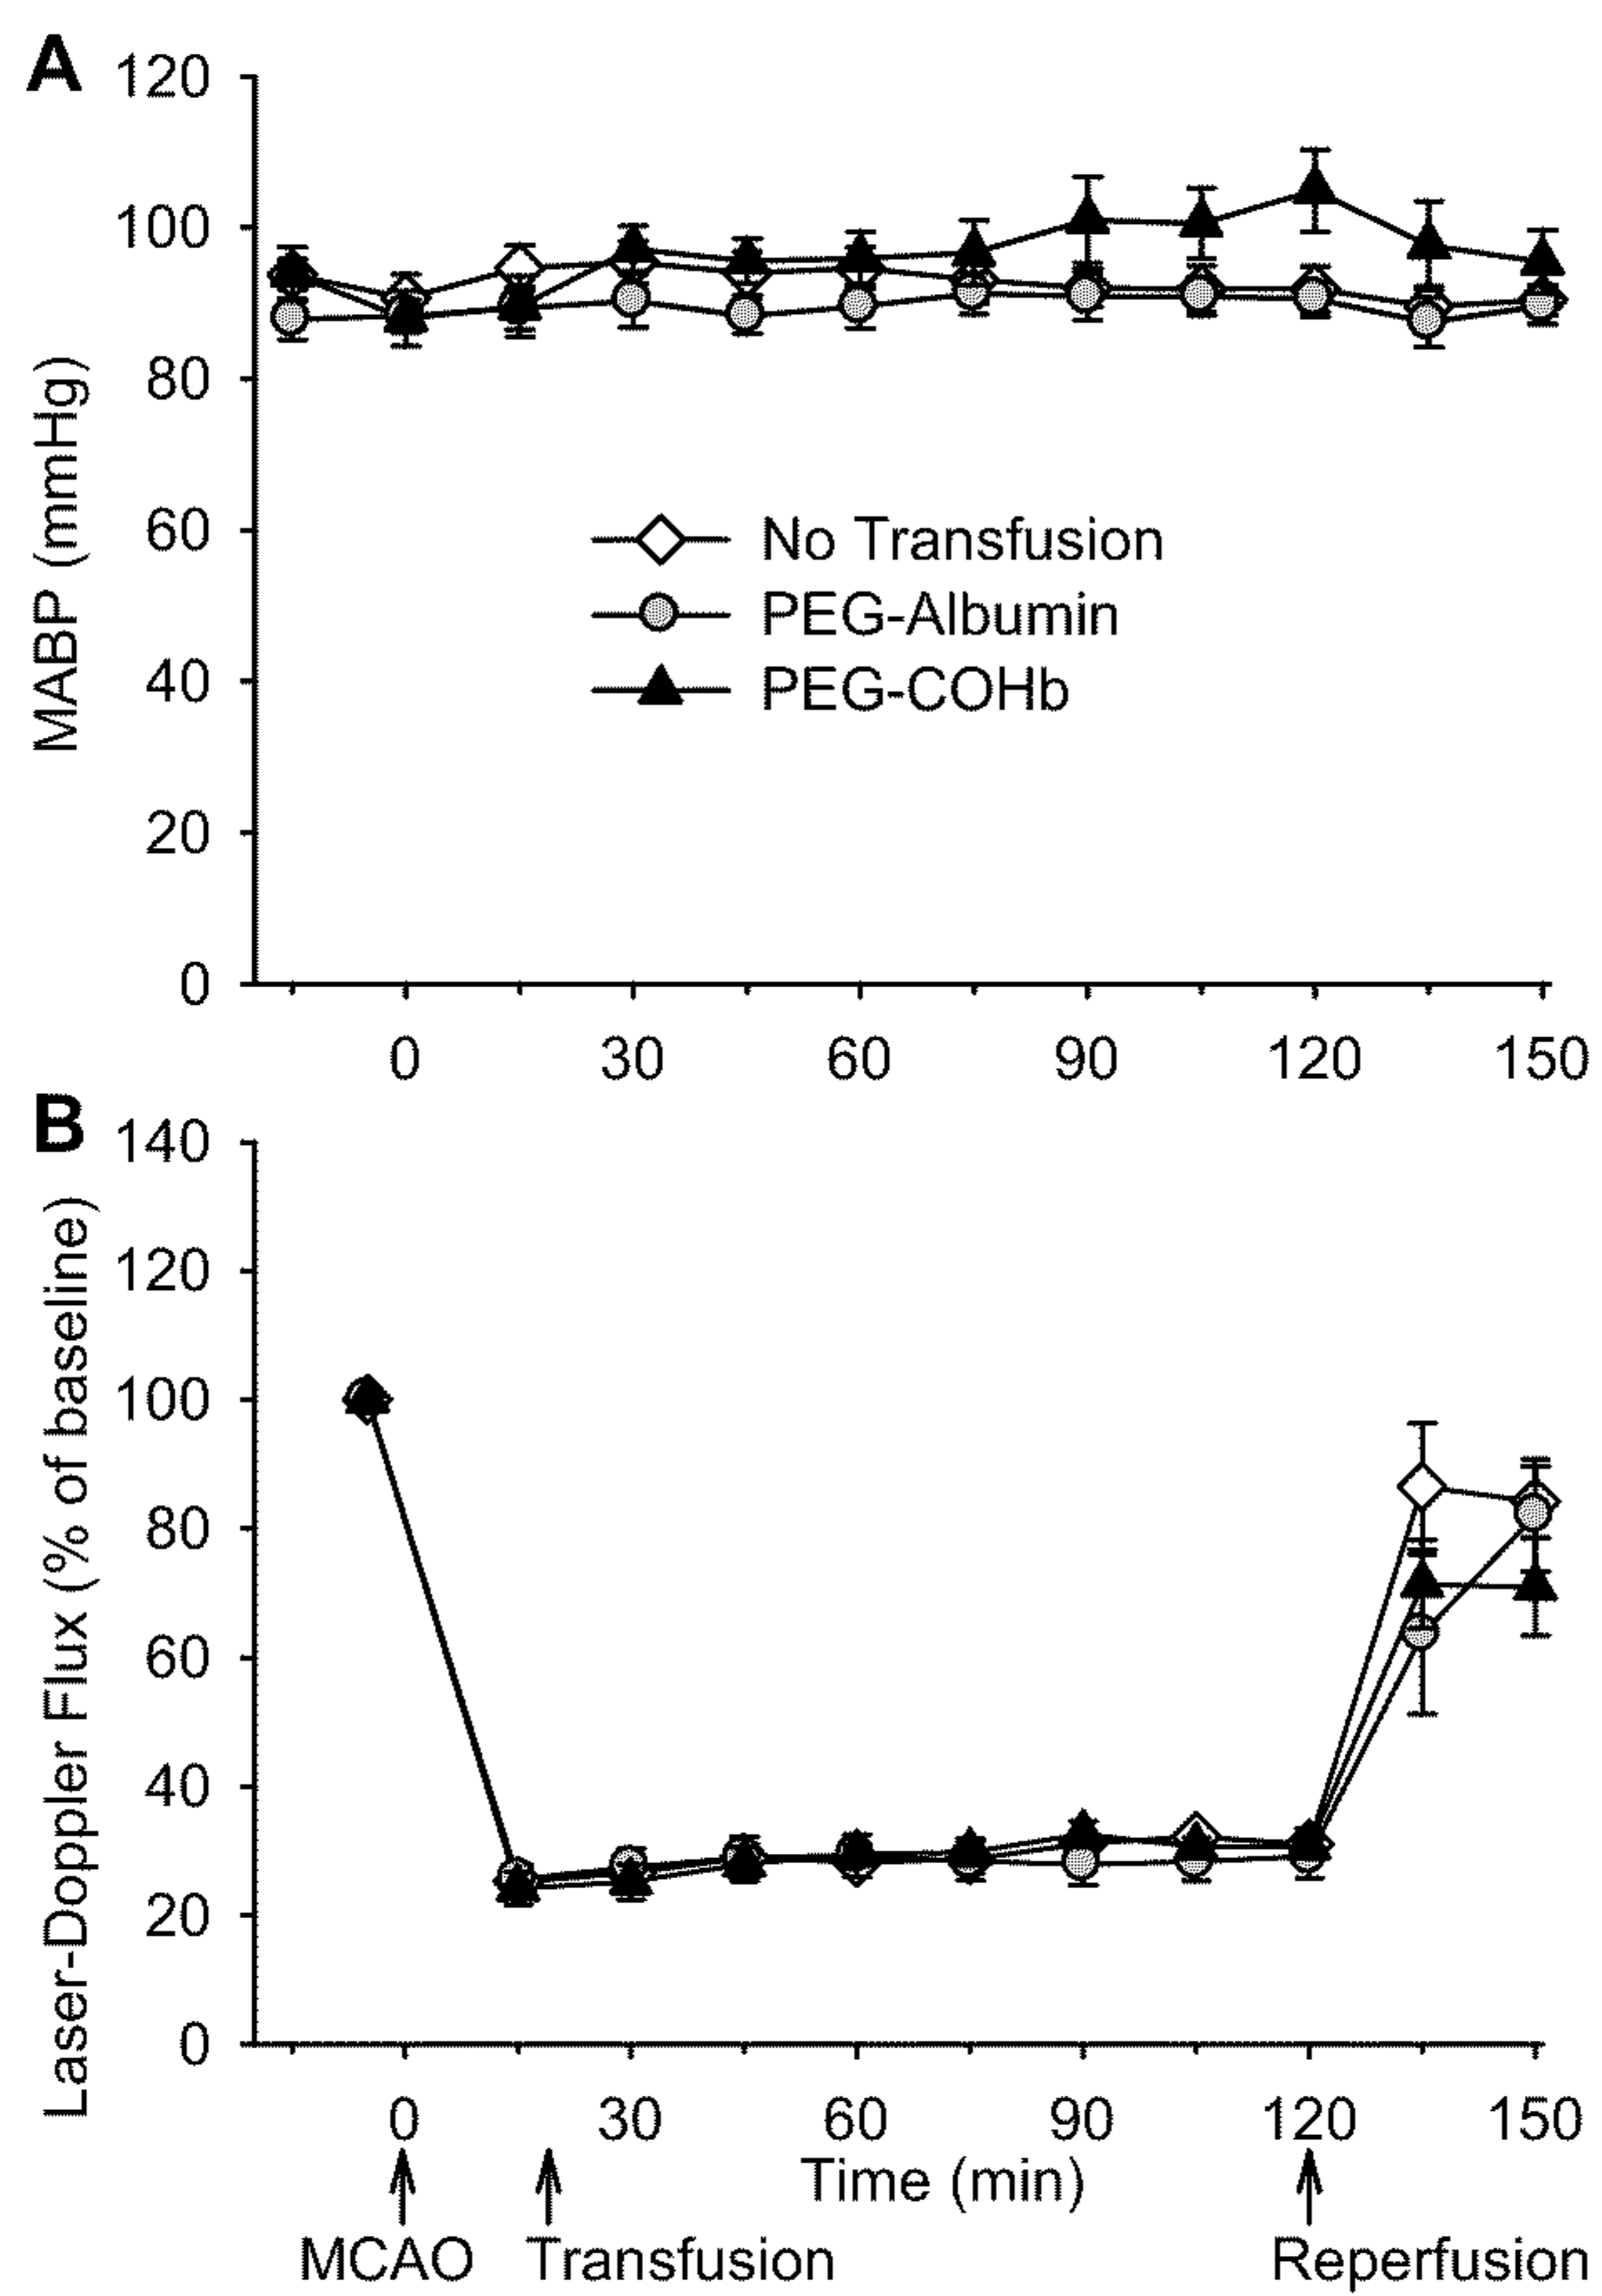 A
120
100
80
60
40
20
0
MABP (mmHg)
No Transfusion
PEG-Albumin
PEG-COHb
0 30 60 90 120 150
B
140
120
100
80
60
40
20
0
Laser-Doppler Flux (% of baseline)
0 30 60 90 120 150
Time (min)
MCAO Transfusion Reperfusion